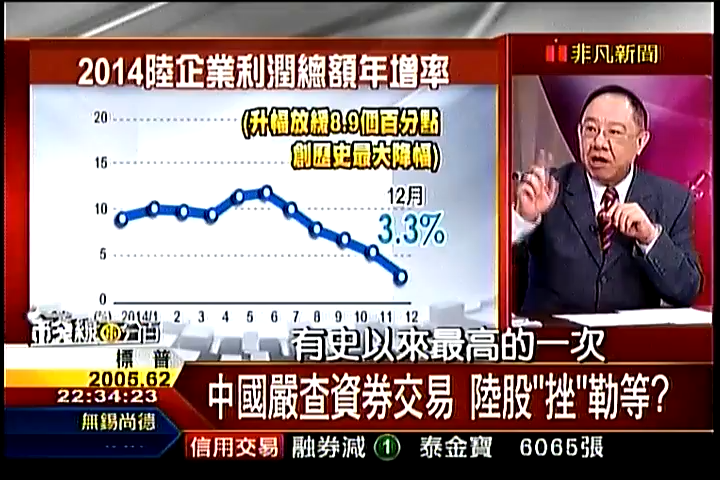 非凡新聞
2014陸企業利潤總額年增率
(升幅放緩8.9個百分點
創歷史最大降幅)
20
15
10
5
0
12月
3.3%
(%) 2014/1 2 3 4 5 6 7 8 9 10 11 12
有史以來最高的一次
標普
2005.62
22:34:23
中國嚴查資券交易 陸股"挫"勒等?
無錫尚德
信用交易 融券減 1 泰金寶 6065張